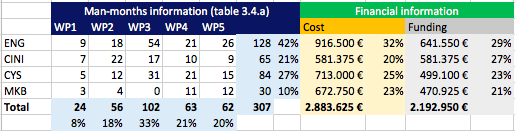 Man-months information (table 3.4.a) Financial information
WP1 WP2 WP3 WP4 WP5 Cost Funding
ENG 9 18 54 21 26 128 42% 916.500 € 32% 641.550 € 29%
CINI 7 22 17 10 9 65 21% 581.375 € 20% 581.375 € 27%
CYS 5 12 31 21 15 84 27% 713.000 € 25% 499.100 € 23%
MKB 3 4 0 11 12 30 10% 672.750 € 23% 470.925 € 21%
Total 24 56 102 63 62 307 2.883.625 € 2.192.950 €
8% 18% 33% 21% 20%